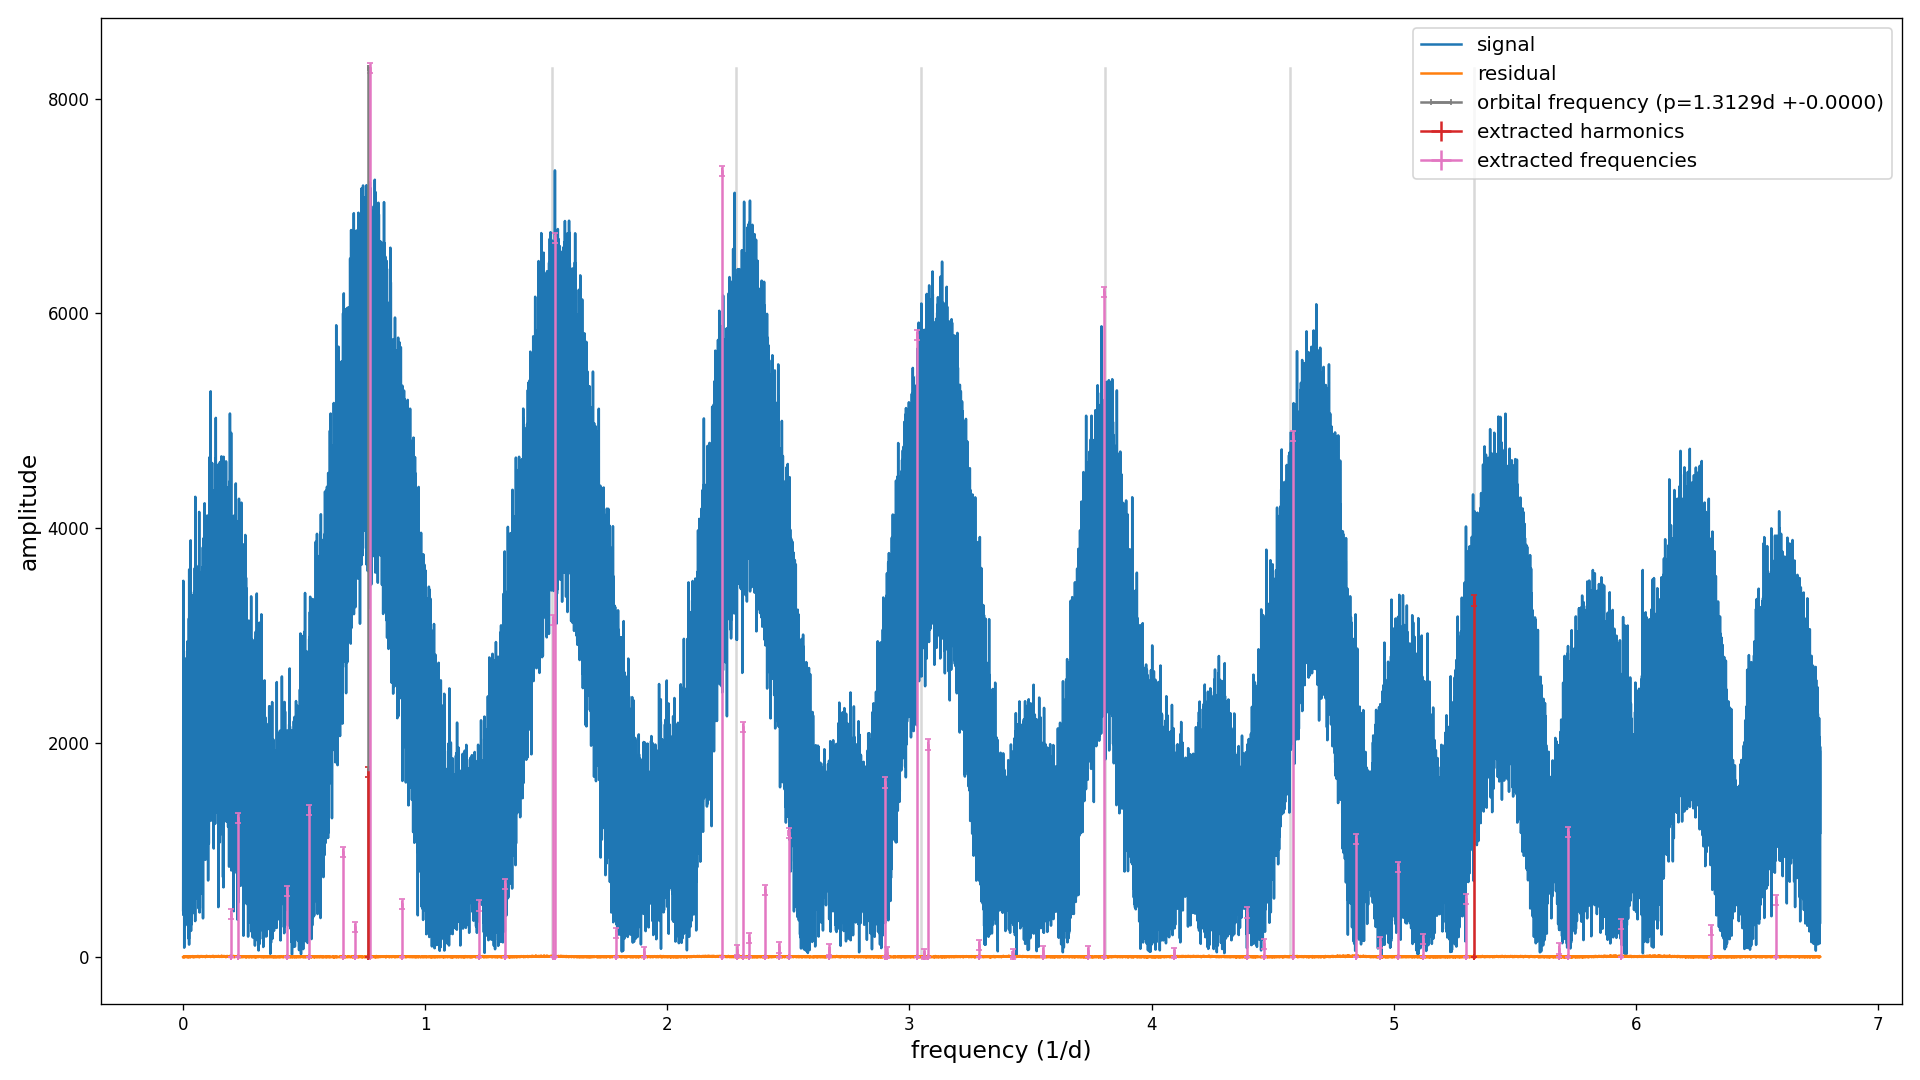 8000
6000
4000
2000
0
amplitude
0 1 2 3 4 5 6 7
frequency (1/d)
signal
residual
orbital frequency (p=1.3129d +-0.0000)
extracted harmonics
extracted frequencies